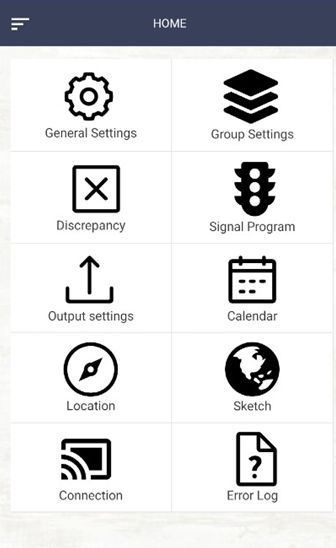 HOME
General Settings
Group Settings
Discrepancy
Signal Program
Output settings
Calendar
Location
Sketch
Connection
Error Log